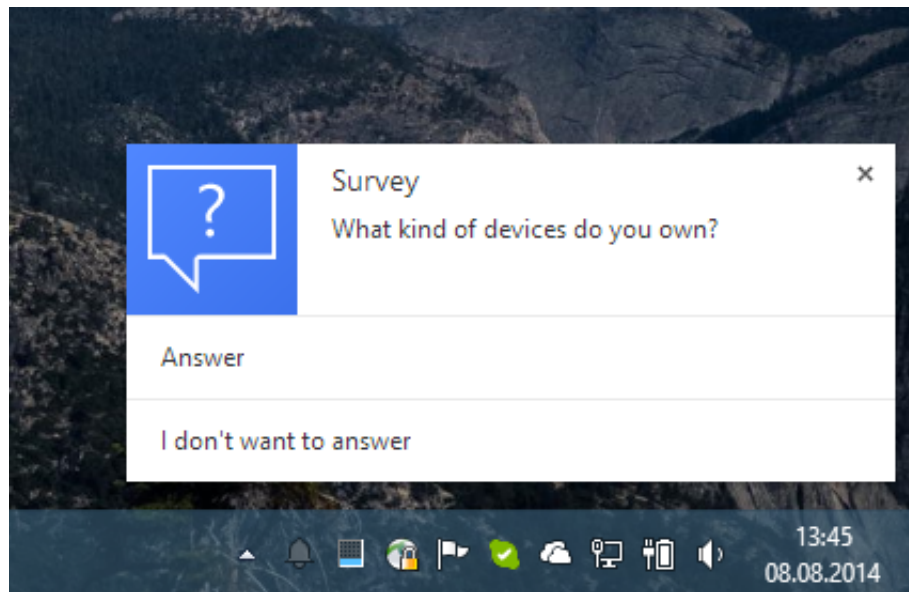 ?
Survey
What kind of devices do you own?
Answer
I don't want to answer
13:45
08.08.2014